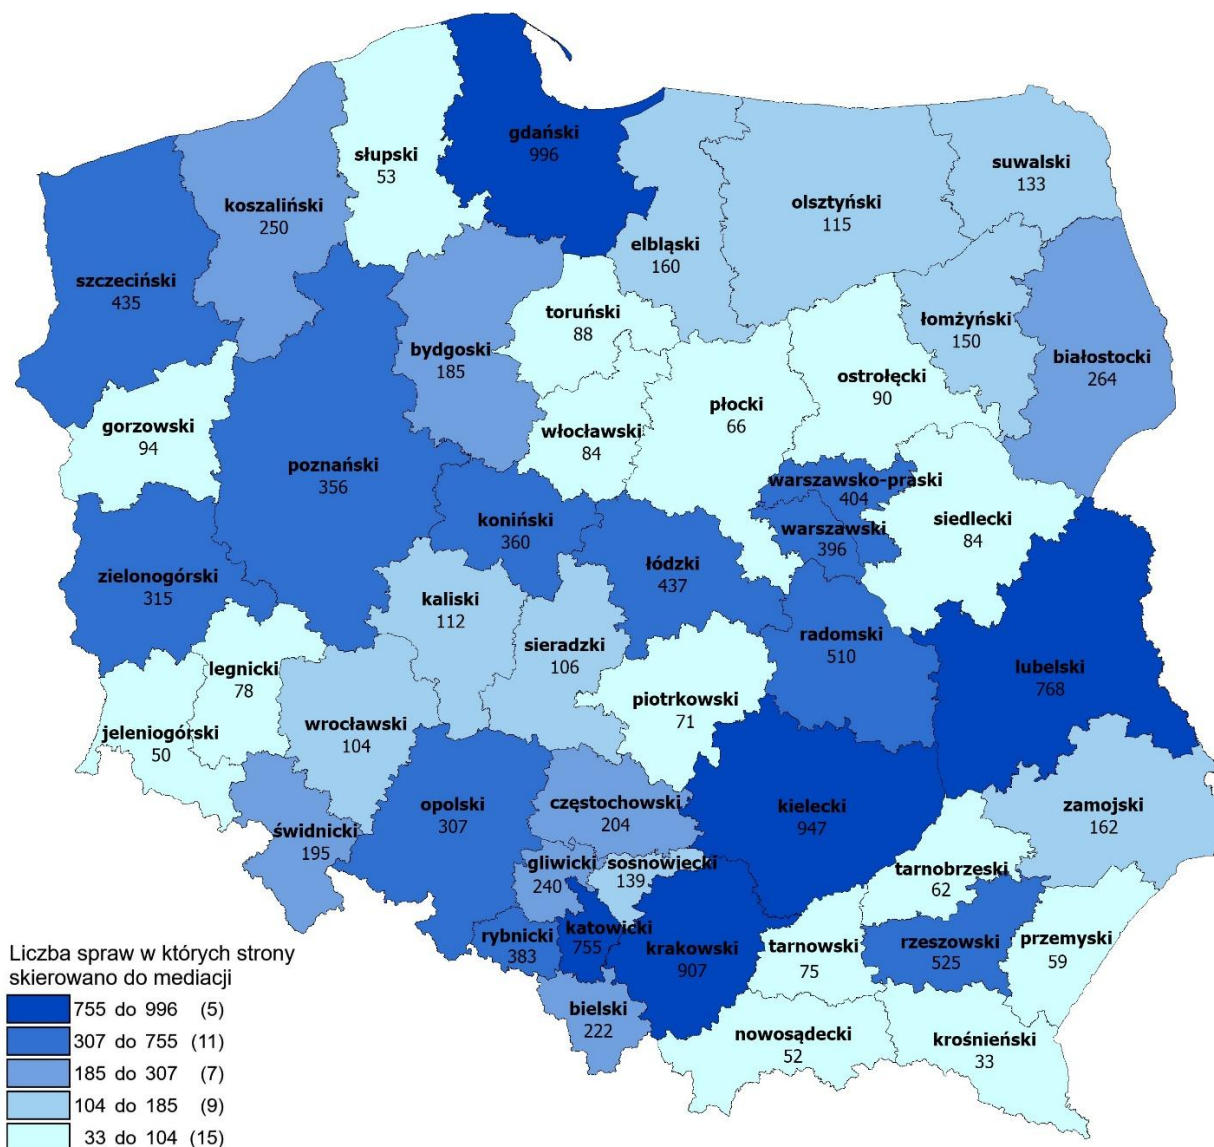 gdański
996
słupski
53
suwalski
133
koszaliński
250
olsztyński
115
elbląski
160
szczeciński
435
toruński
88
łomżyński
150
bydgoski
185
białostocki
264
ostrołęcki
90
płocki
66
gorzowski
94
włocławski
84
poznański
356
warszawsko-praski
404
koniński
360
warszawski
396
siedlecki
84
zielonogórski
315
łódzki
437
kaliski
112
radomski
510
sieradzki
106
legnicki
78
lubelski
768
piotrkowski
71
wrocławski
104
jeleniogórski
50
opolski
307
częstochowski
204
kielecki
947
zamojski
162
świdnicki
195
gliwicki
240
sosnowiecki
139
tarnobrzeski
62
katowicki
755
rybnicki
383
krakowski
907
tarnowski
75
rzeszowski
525
przemyski
59
bielski
222
nowosądecki
52
krośnieński
33
Liczba spraw w których strony
skierowano do mediacji
755 do 996 (5)
307 do 755 (11)
185 do 307 (7)
104 do 185 (9)
33 do 104 (15)